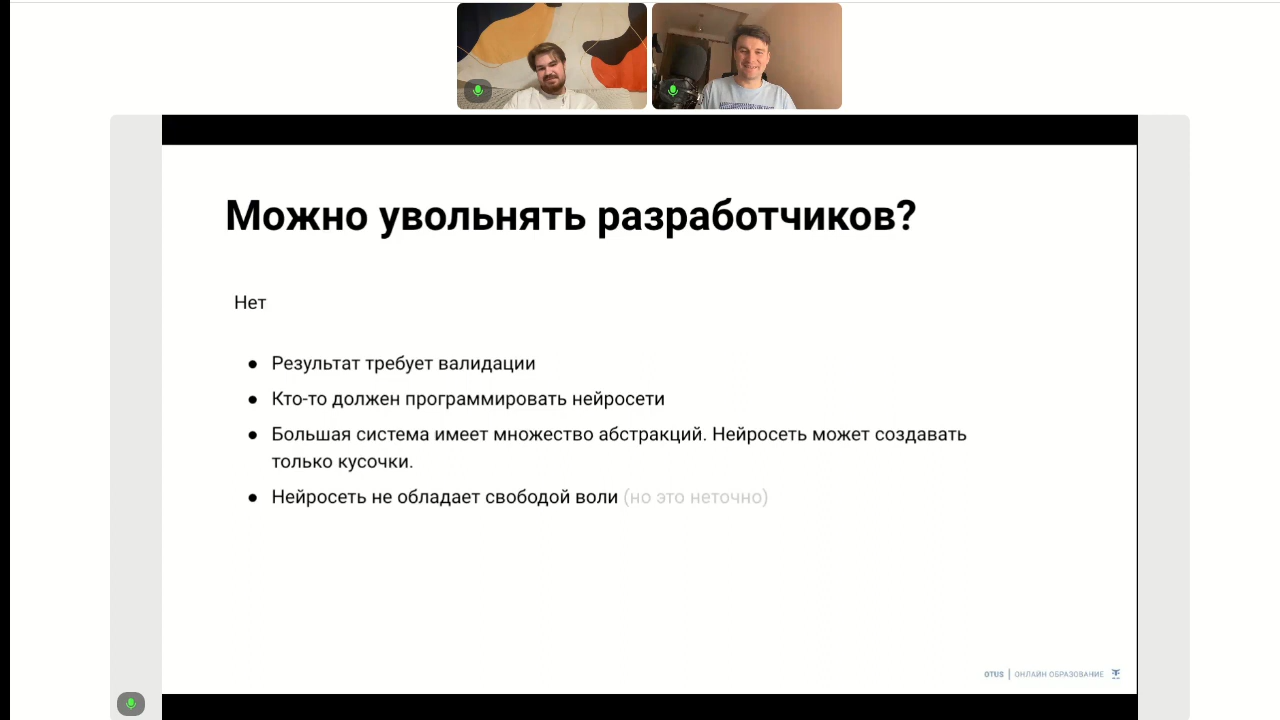 Можно увольнять разработчиков?
Нет
● Результат требует валидации
● Кто-то должен программировать нейросети
● Большая система имеет множество абстракций. Нейросеть может создавать
только кусочки.
● Нейросеть не обладает свободой воли (но это неточно)
OTUS | ОНЛАЙН ОБРАЗОВАНИЕ